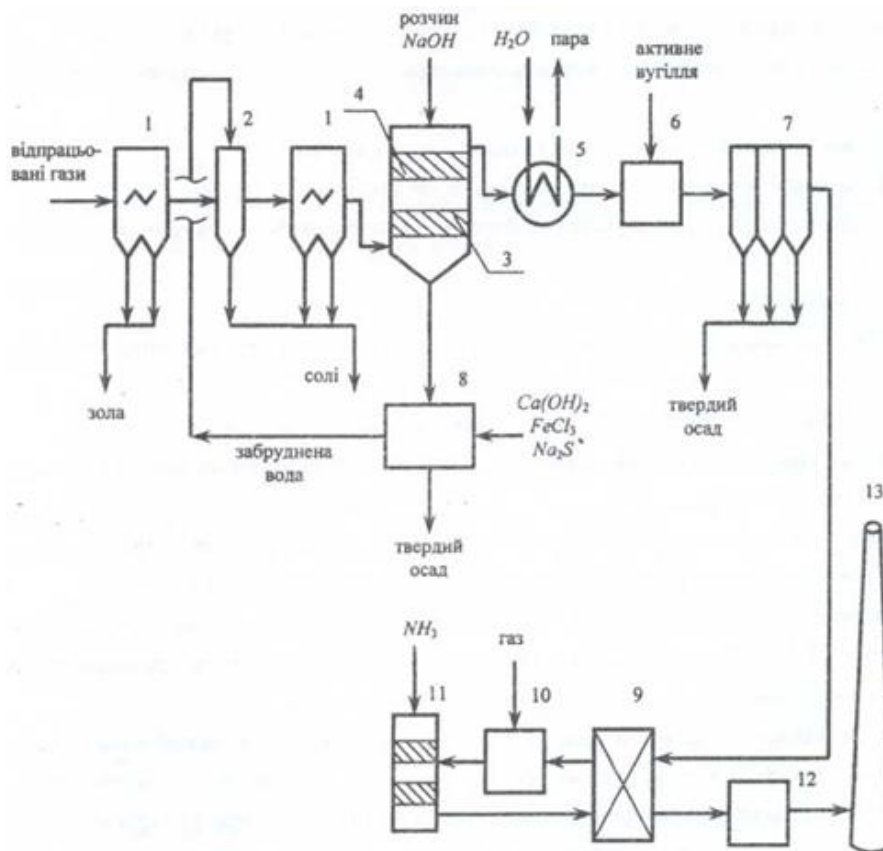 розчин
NaOH
H₂O
пара
активне
вугілля
4
1
2
1
5
6
7
відпрацьо-
вані гази
3
солі
8
зола
Ca(OH)₂
FeCl₃
Na₂S
твердий
осад
забруднена
вода
13
твердий
осад
NH₃
газ
11
10
9
12